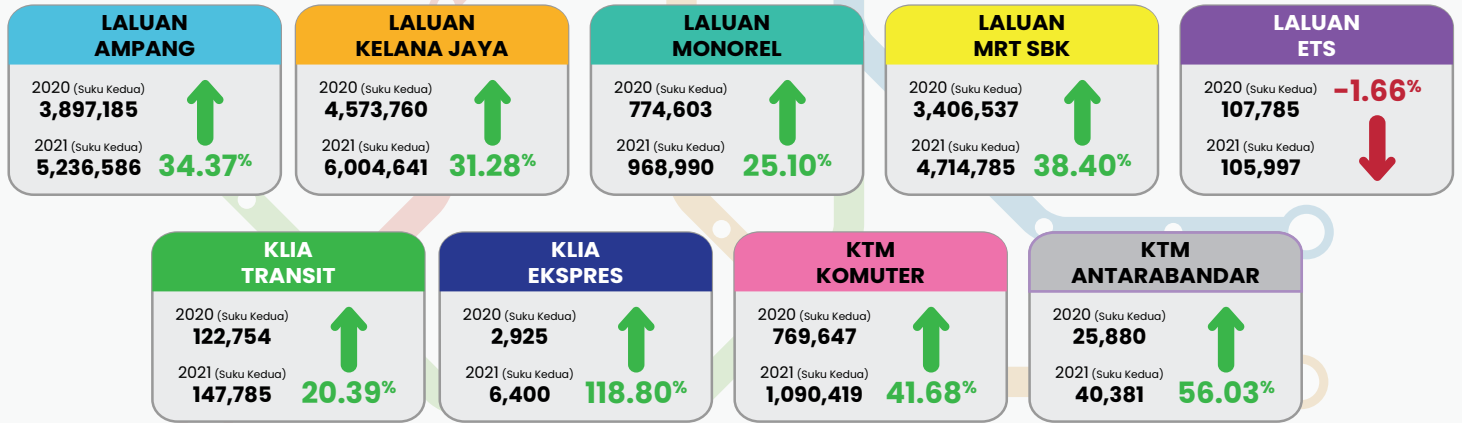 LALUAN
AMPANG
2020 (Suku Kedua)
3,897,185
2021 (Suku Kedua)
5,236,586
34.37%
LALUAN
KELANA JAYA
2020 (Suku Kedua)
4,573,760
2021 (Suku Kedua)
6,004,641
31.28%
LALUAN
MONOREL
2020 (Suku Kedua)
774,603
2021 (Suku Kedua)
968,990
25.10%
LALUAN
MRT SBK
2020 (Suku Kedua)
3,406,537
2021 (Suku Kedua)
4,714,785
38.40%
LALUAN
ETS
2020 (Suku Kedua)
107,785
-1.66%
2021 (Suku Kedua)
105,997
KLIA
TRANSIT
2020 (Suku Kedua)
122,754
2021 (Suku Kedua)
147,785
20.39%
KLIA
EKSPRES
2020 (Suku Kedua)
2,925
2021 (Suku Kedua)
6,400
118.80%
KTM
KOMUTER
2020 (Suku Kedua)
769,647
2021 (Suku Kedua)
1,090,419
41.68%
KTM
ANTARABANDAR
2020 (Suku Kedua)
25,880
2021 (Suku Kedua)
40,381
56.03%